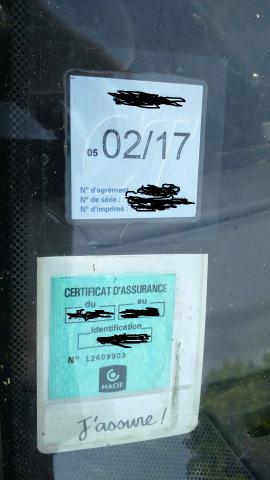 05 02/17
N° d'agrément
N° de série :
N° d'imprimé :
CERTIFICAT D'ASSURANCE
du au
Identification
N° 12609903
MACIF
J'assure !